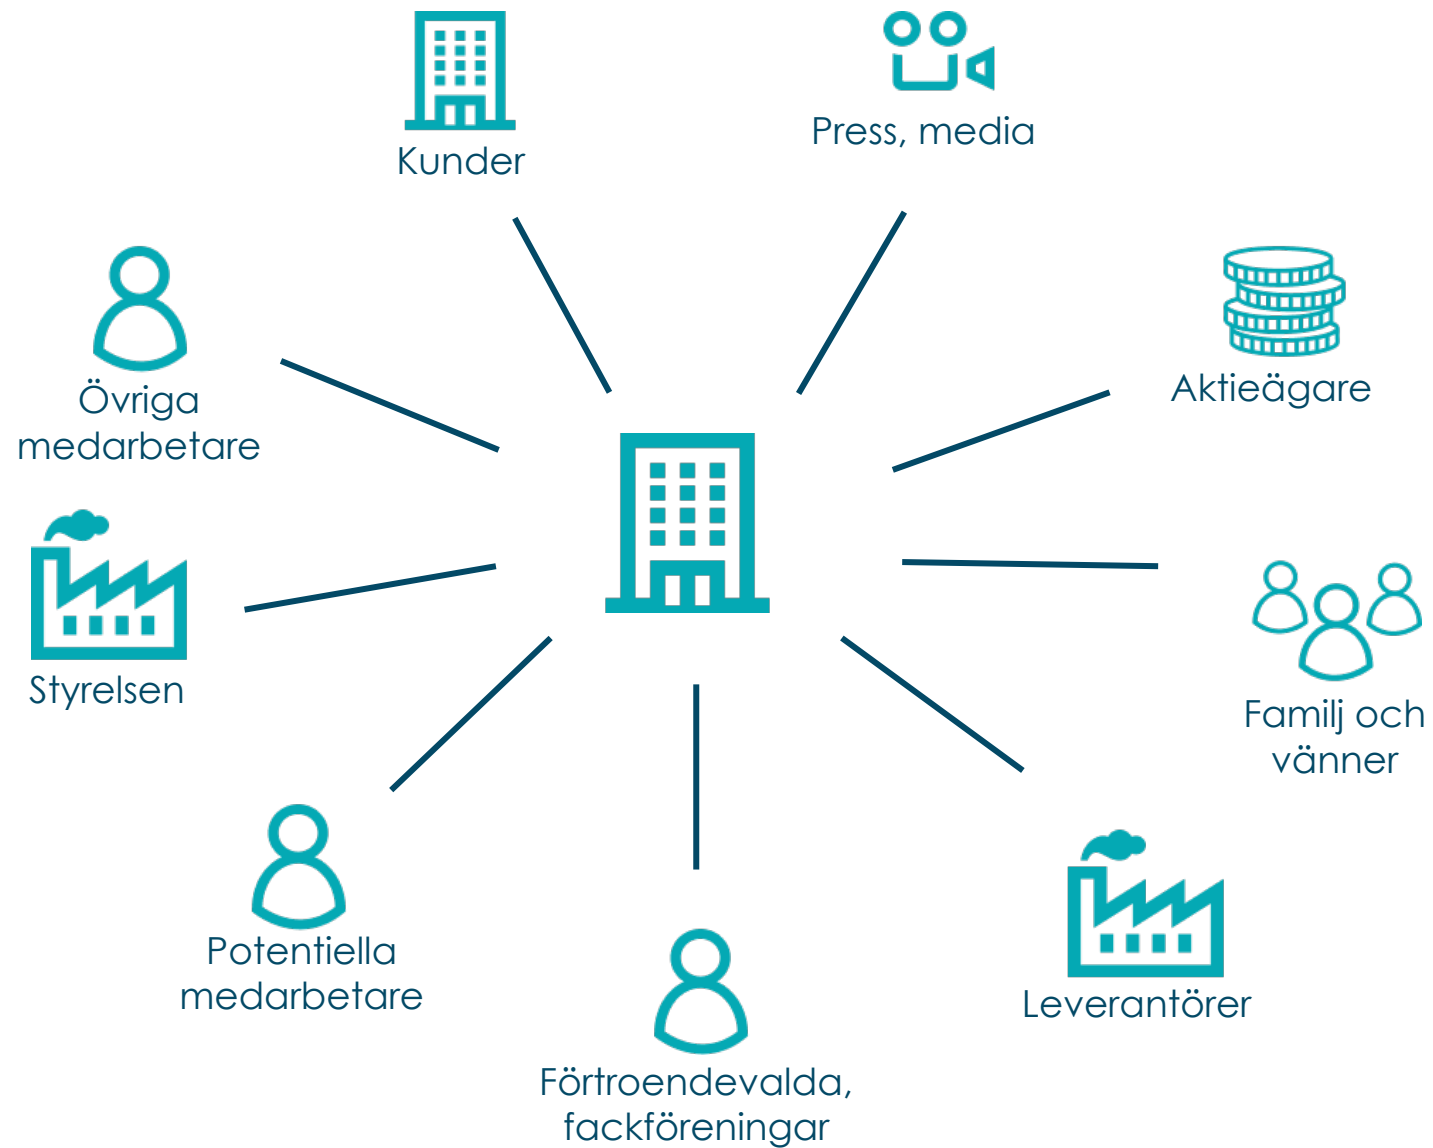 Kunder
Press, media
Övriga
medarbetare
Aktieägare
Styrelsen
Familj och
vänner
Potentiella
medarbetare
Leverantörer
Förtroendevalda,
fackföreningar